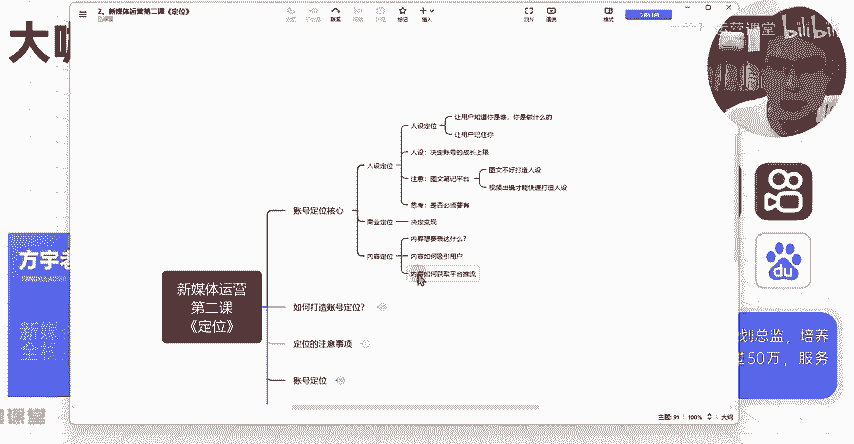 2、新媒体运营第二课《定位》
大
运营课堂 bilibili
让用户知道你是谁，你是做什么的
人设定位
让用户记住你
人设：决定账号的成长上限
人设定位
图文不好打造人设
注意：图文笔记平台
视频出镜才能快速打造人设
思考：是否必须要有
账号定位核心
商业定位
决定变现
内容想要表达什么？
内容定位
内容如何吸引用户
内容如何获取平台推流
新媒体运营
第二课
《定位》
如何打造账号定位？
定位的注意事项
账号定位
方宇老
新媒
du
划总监，培养
过50万，服务
课堂
主题: 91
100%
大纲